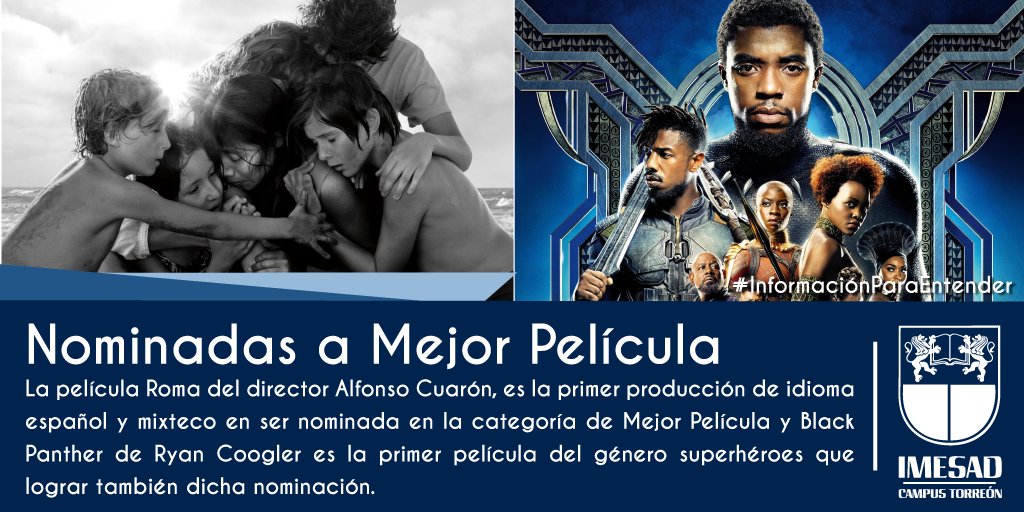 #InformaciónParaEntender
Nominadas a Mejor Película
La película Roma del director Alfonso Cuarón, es la primer producción de idioma
español y mixteco en ser nominada en la categoría de Mejor Película y Black
Panther de Ryan Coogler es la primer película del género superhéroes que
lograr también dicha nominación.
IMESAD
CAMPUS TORREÓN